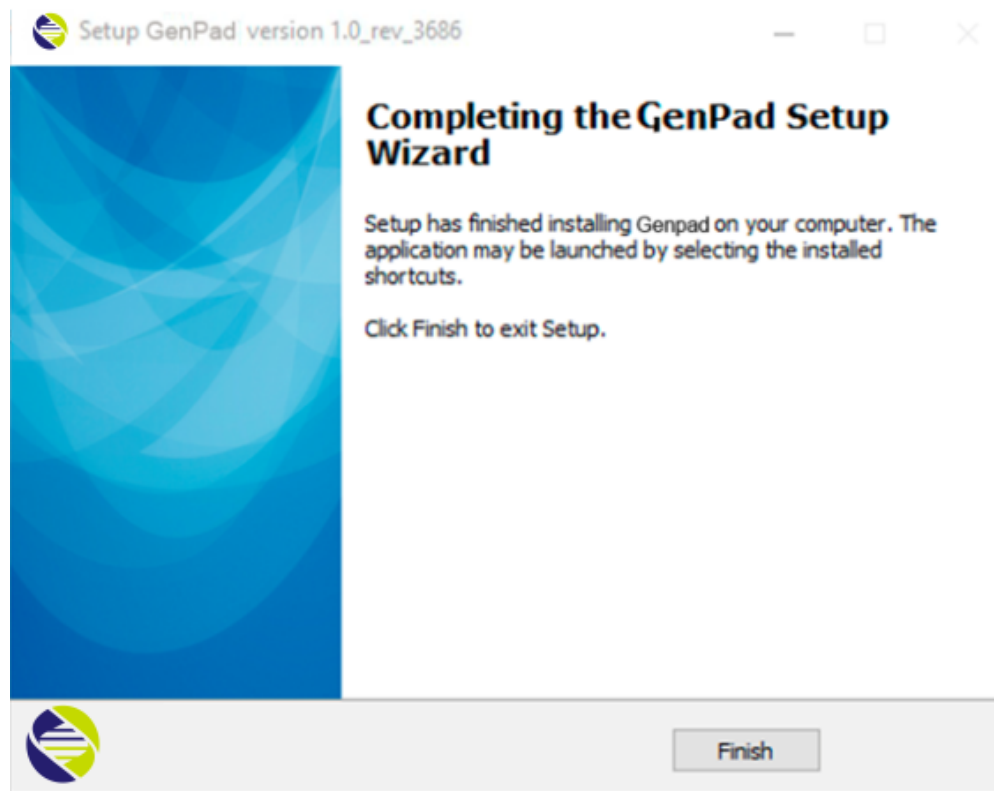 Setup GenPad version 1.0_rev_3686
Completing the GenPad Setup
Wizard
Setup has finished installing Genpad on your computer. The
application may be launched by selecting the installed
shortcuts.
Click Finish to exit Setup.
Finish